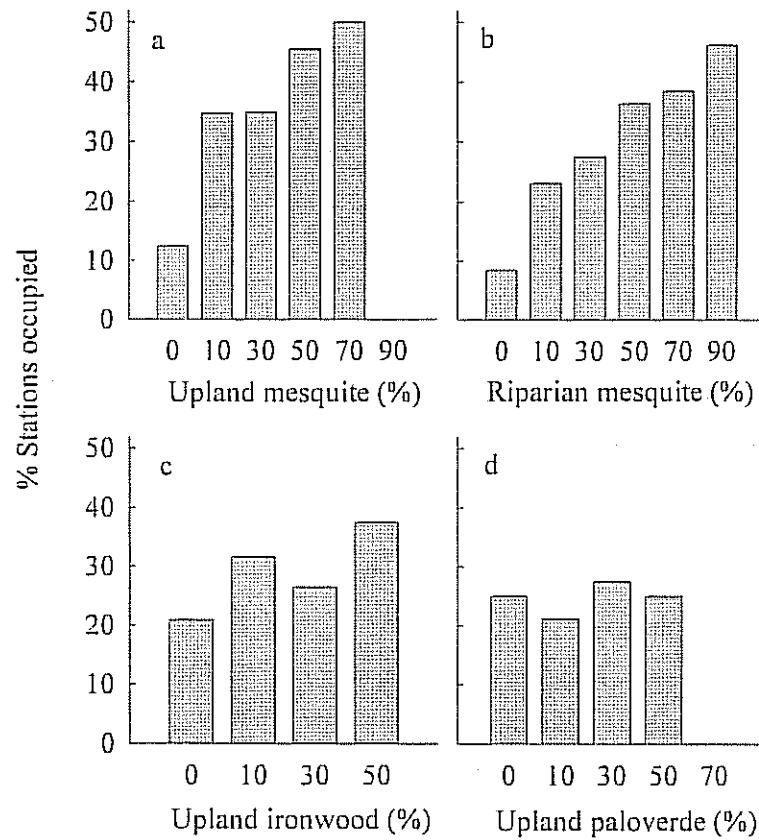 % Stations occupied
50
40
30
20
10
0
a
0 10 30 50 70 90
Upland mesquite (%)
b
0 10 30 50 70 90
Riparian mesquite (%)
50
40
30
20
10
0
c
0 10 30 50
Upland ironwood (%)
d
0 10 30 50 70
Upland paloverde (%)